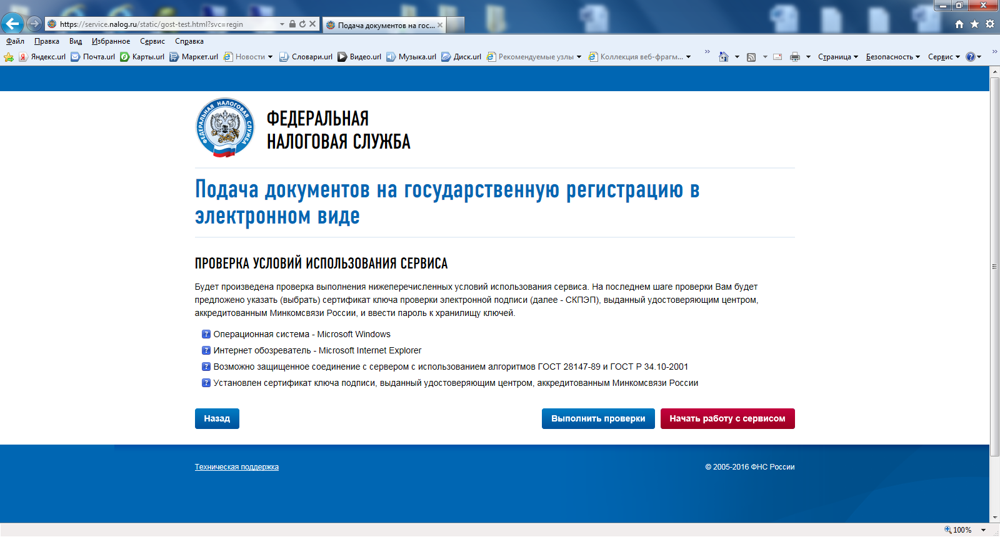 https://service.nalog.ru/static/gost-test.html?svc=regin
Подача документов на гос...
Файл Правка Вид Избранное Сервис Справка
Яндекс.url Почта.url Карты.url Маркет.url Новости Словари.url Видео.url Музыка.url Диск.url Рекомендуемые узлы Коллекция веб-фрагм... Страница Безопасность Сервис
ФЕДЕРАЛЬНАЯ НАЛОГОВАЯ СЛУЖБА
ФЕДЕРАЛЬНАЯ
НАЛОГОВАЯ СЛУЖБА
Подача документов на государственную регистрацию в
электронном виде
ПРОВЕРКА УСЛОВИЙ ИСПОЛЬЗОВАНИЯ СЕРВИСА
Будет произведена проверка выполнения нижеперечисленных условий использования сервиса. На последнем шаге проверки Вам будет
предложено указать (выбрать) сертификат ключа проверки электронной подписи (далее - СКПЭП), выданный удостоверяющим центром,
аккредитованным Минкомсвязи России, и ввести пароль к хранилищу ключей.
Операционная система - Microsoft Windows
Интернет обозреватель - Microsoft Internet Explorer
Возможно защищенное соединение с сервером с использованием алгоритмов ГОСТ 28147-89 и ГОСТ Р 34.10-2001
Установлен сертификат ключа подписи, выданный удостоверяющим центром, аккредитованным Минкомсвязи России
Назад Выполнить проверки Начать работу с сервисом
Техническая поддержка © 2005-2016 ФНС России
100%